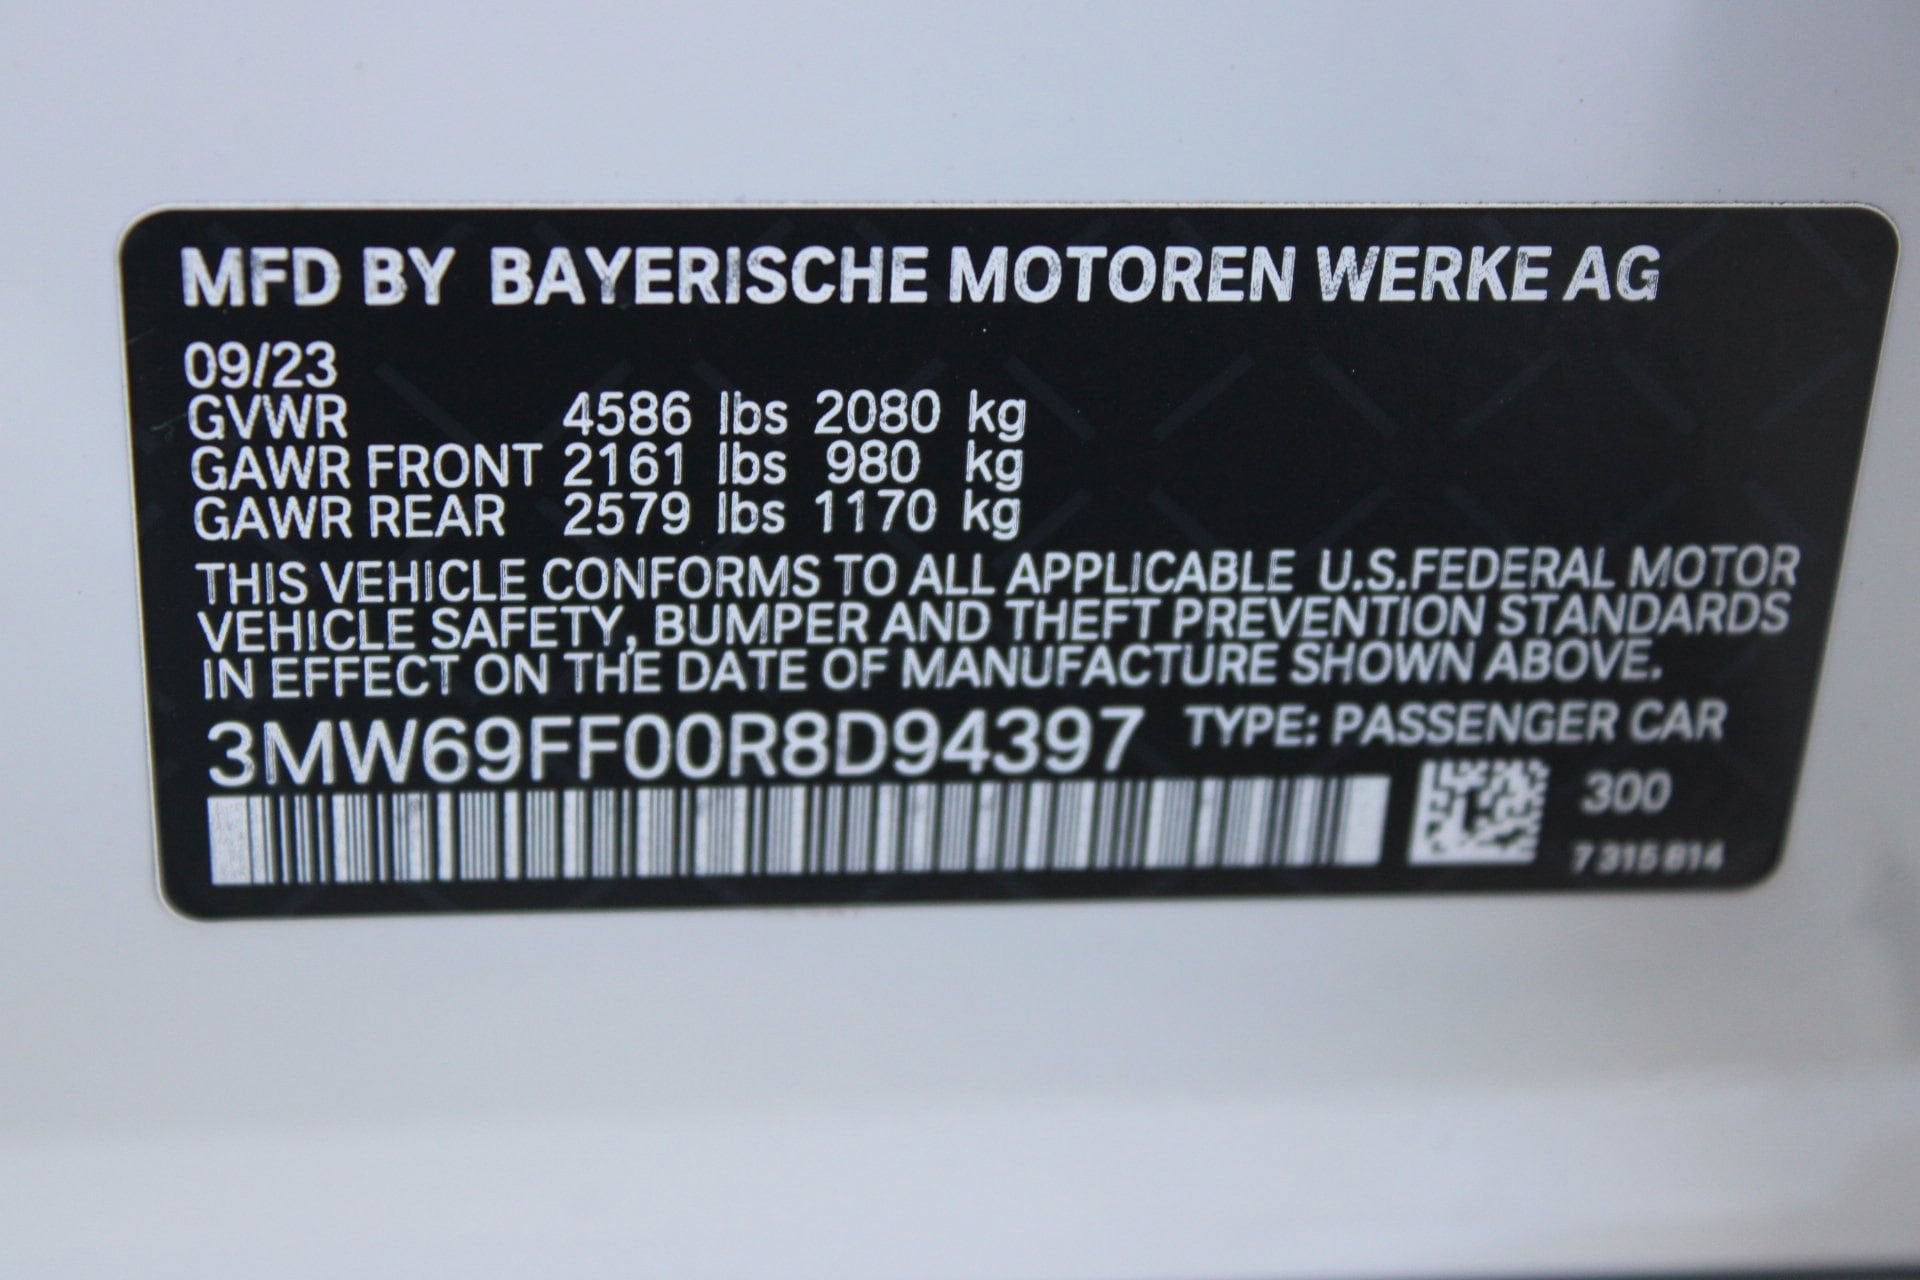 MFD BY BAYERISCHE MOTOREN WERKE AG
09/23
GVWR 4586 lbs 2080 kg
GAWR FRONT 2161 lbs 980 kg
GAWR REAR 2579 lbs 1170 kg
THIS VEHICLE CONFORMS TO ALL APPLICABLE U.S.FEDERAL MOTOR
VEHICLE SAFETY, BUMPER AND THEFT PREVENTION STANDARDS
IN EFFECT ON THE DATE OF MANUFACTURE SHOWN ABOVE.
3MW69FF00R8D94397 TYPE: PASSENGER CAR
300
7 315 814